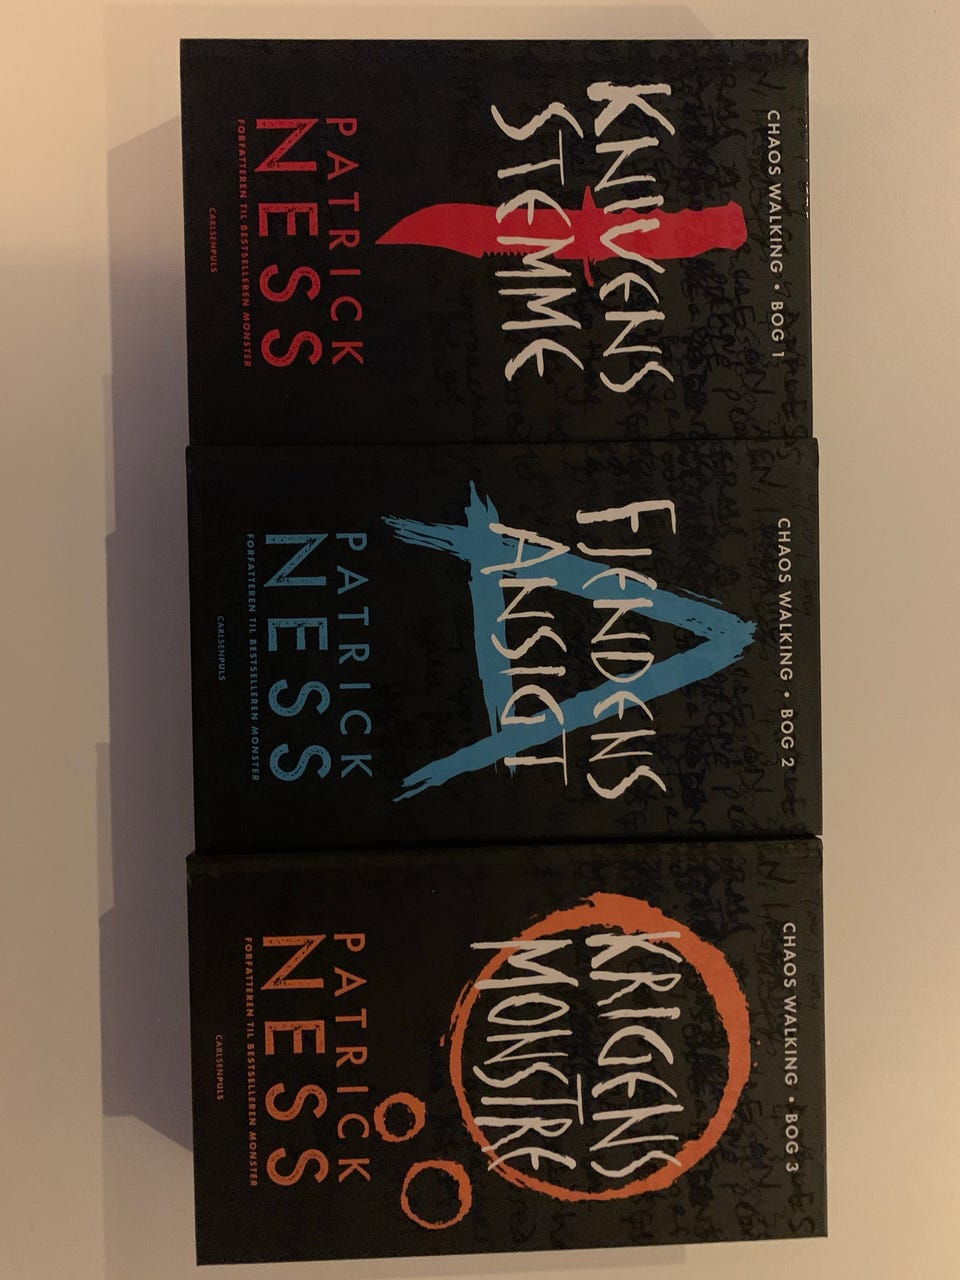 CHAOS WALKING • BOG 1
KNIVENS
STEMME
PATRICK
NESS
FORFATTEREN TIL BESTSELLEREN MONSTER
CARLSENPULS
CHAOS WALKING • BOG 2
FJENDENS
ANSIGT
PATRICK
NESS
FORFATTEREN TIL BESTSELLEREN MONSTER
CARLSENPULS
CHAOS WALKING • BOG 3
KRIGENS
MONSTRE
PATRICK
NESS
FORFATTEREN TIL BESTSELLEREN MONSTER
CARLSENPULS